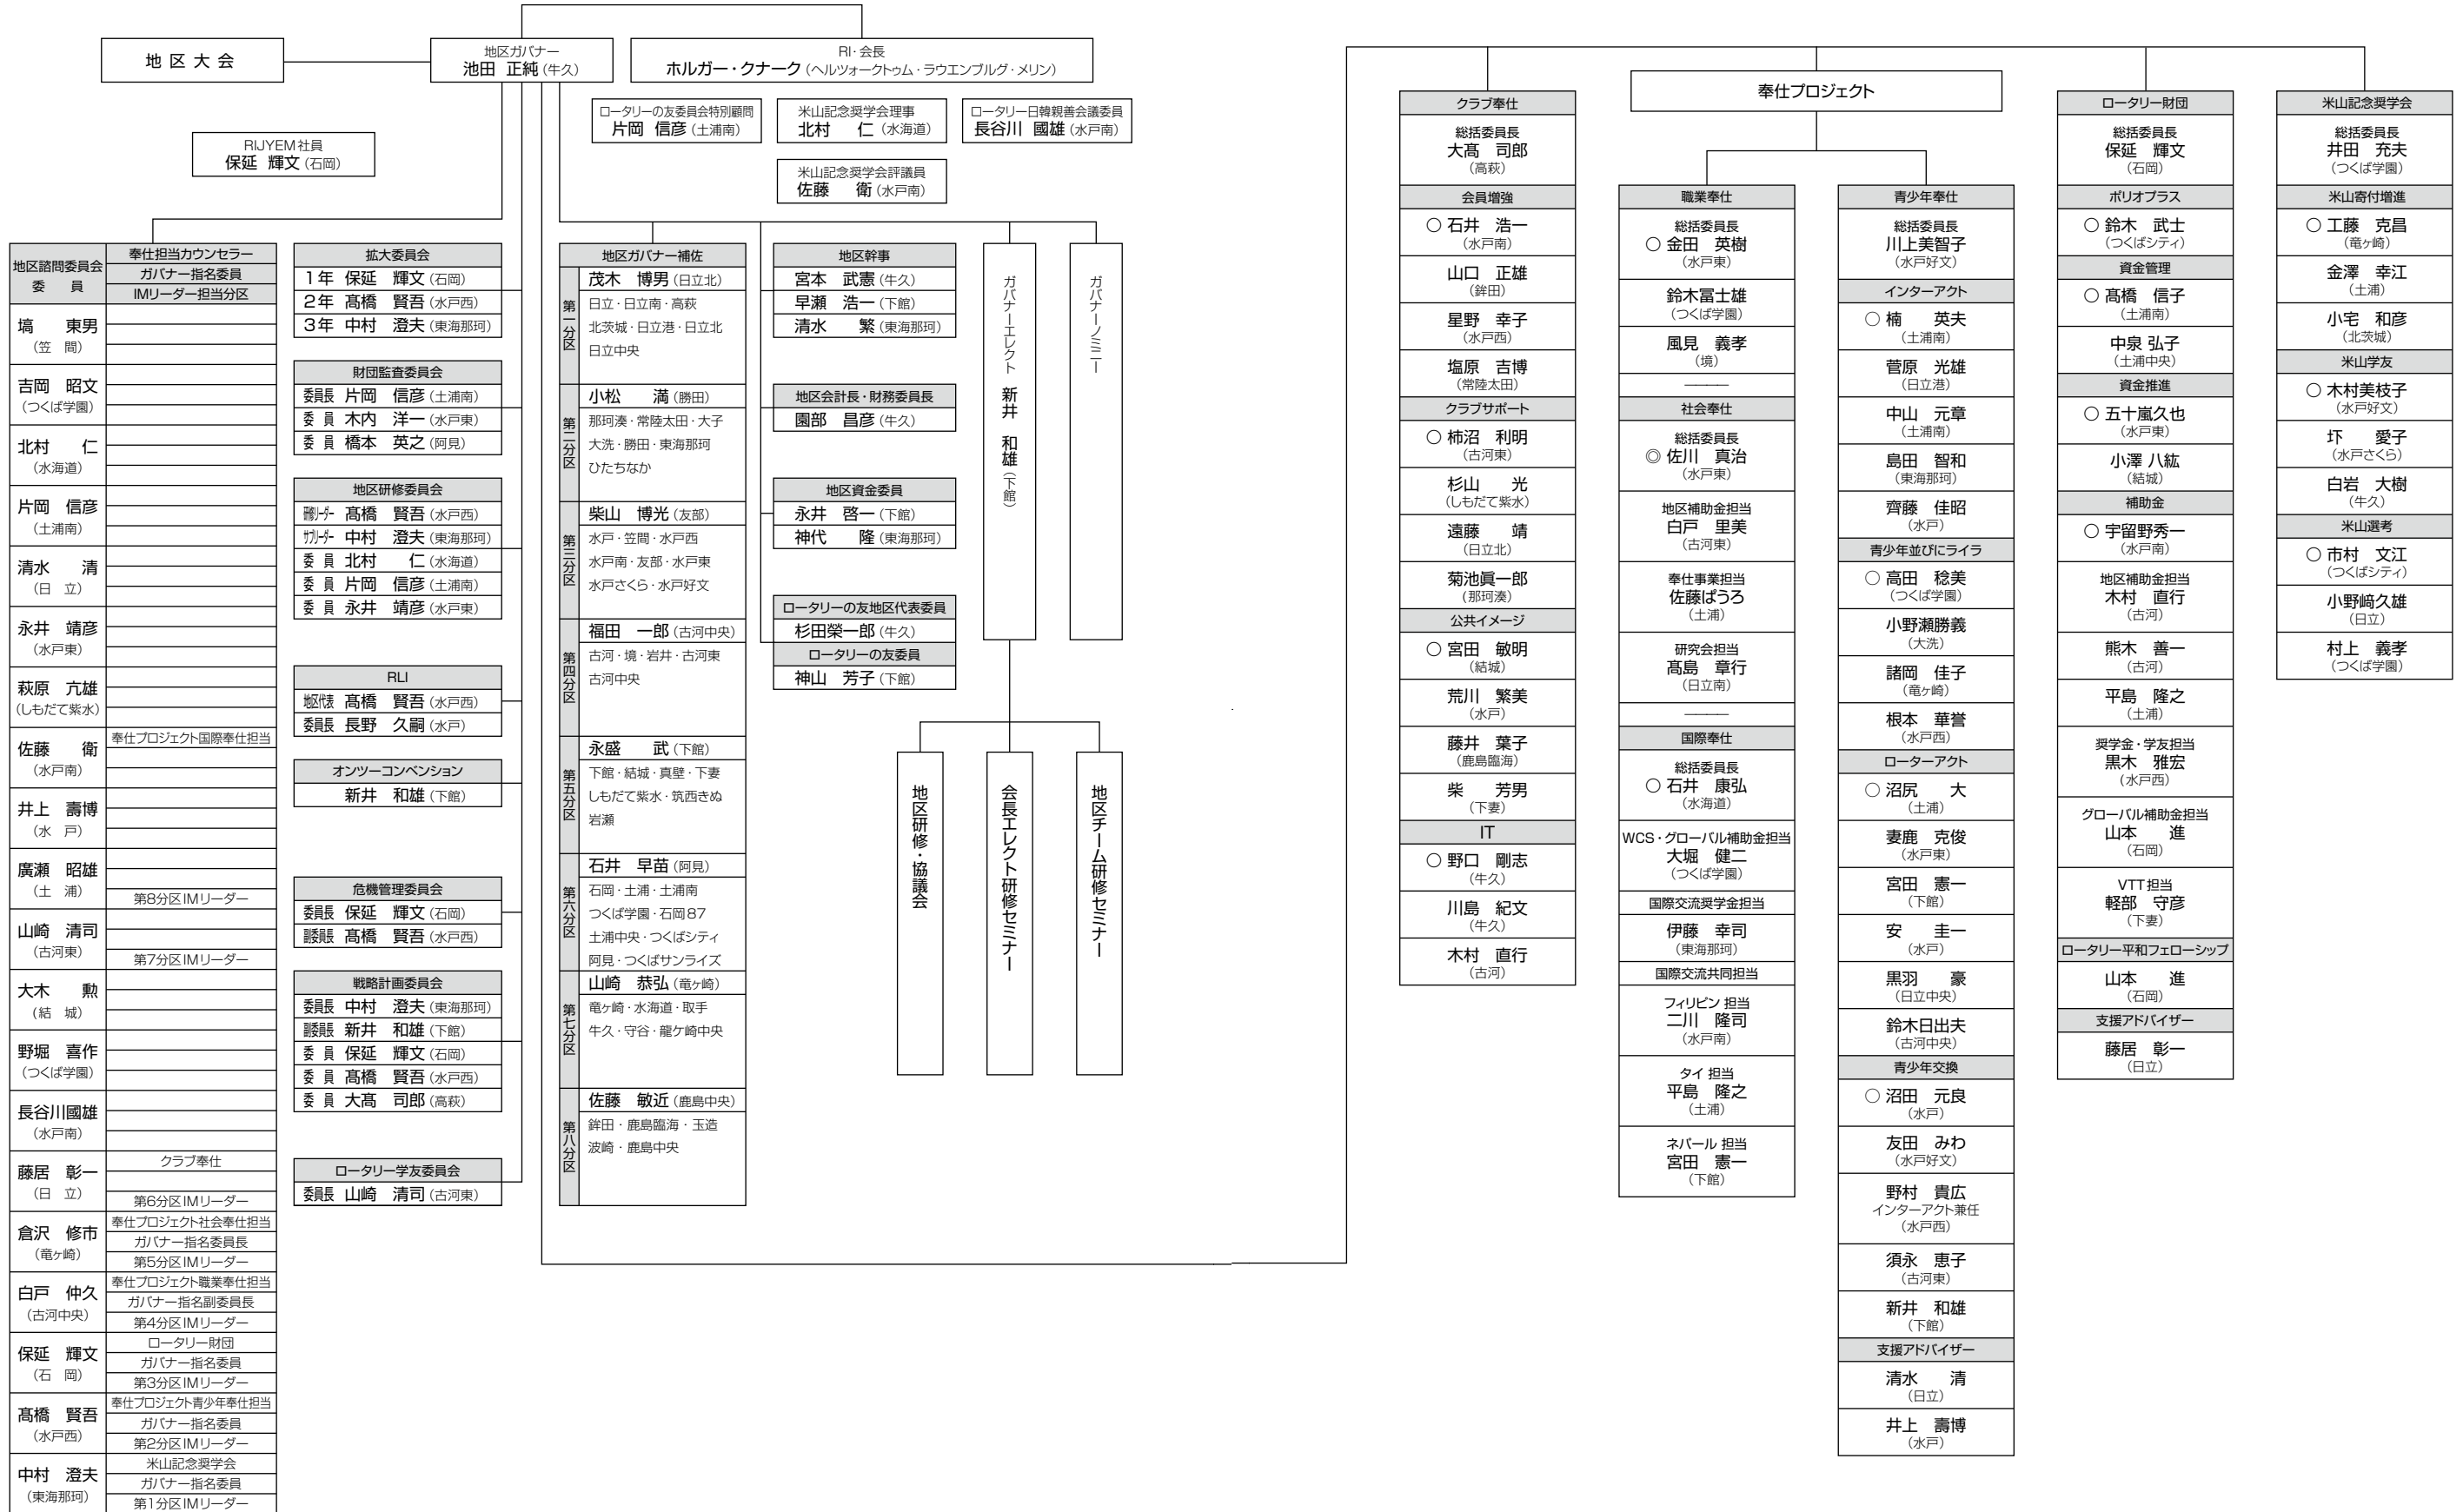 地区大会
地区ガバナー
池田 正純（牛久）
RI・会長
ホルガー・クナーク（ヘルツォークトゥム・ラウエンブルグ・メリン）
ロータリーの友委員会特別顧問
片岡 信彦（土浦南）
米山記念奨学会理事
北村 仁（水海道）
ロータリー日韓親善会議委員
長谷川 國雄（水戸南）
米山記念奨学会評議員
佐藤 衛（水戸南）
RIJYEM社員
保延 輝文（石岡）
地区諮問委員会
委 員
奉仕担当カウンセラー
ガバナー指名委員
IMリーダー担当分区
塙 東男
（笠 間）
吉岡 昭文
（つくば学園）
北村 仁
（水海道）
片岡 信彦
（土浦南）
清水 清
（日 立）
永井 靖彦
（水戸東）
萩原 亢雄
（しもだて紫水）
佐藤 衛
（水戸南）
奉仕プロジェクト国際奉仕担当
井上 壽博
（水 戸）
廣瀬 昭雄
（土 浦）
第8分区IMリーダー
山崎 清司
（古河東）
第7分区IMリーダー
大木 勲
（結 城）
野堀 喜作
（つくば学園）
長谷川國雄
（水戸南）
藤居 彰一
（日 立）
クラブ奉仕
第6分区IMリーダー
倉沢 修市
（竜ヶ崎）
奉仕プロジェクト社会奉仕担当
ガバナー指名委員長
第5分区IMリーダー
白戸 仲久
（古河中央）
奉仕プロジェクト職業奉仕担当
ガバナー指名副委員長
第4分区IMリーダー
保延 輝文
（石 岡）
ロータリー財団
ガバナー指名委員
第3分区IMリーダー
髙橋 賢吾
（水戸西）
奉仕プロジェクト青少年奉仕担当
ガバナー指名委員
第2分区IMリーダー
中村 澄夫
（東海那珂）
米山記念奨学会
ガバナー指名委員
第1分区IMリーダー
拡大委員会
1年 保延 輝文（石岡）
2年 髙橋 賢吾（水戸西）
3年 中村 澄夫（東海那珂）
財団監査委員会
委員長 片岡 信彦（土浦南）
委 員 木内 洋一（水戸東）
委 員 橋本 英之（阿見）
地区研修委員会
研修リーダー 髙橋 賢吾（水戸西）
サブリーダー 中村 澄夫（東海那珂）
委 員 北村 仁（水海道）
委 員 片岡 信彦（土浦南）
委 員 永井 靖彦（水戸東）
RLI
地区代表 髙橋 賢吾（水戸西）
委員長 長野 久嗣（水戸）
オンツーコンベンション
新井 和雄（下館）
危機管理委員会
委員長 保延 輝文（石岡）
副委員長 髙橋 賢吾（水戸西）
戦略計画委員会
委員長 中村 澄夫（東海那珂）
副委員長 新井 和雄（下館）
委 員 保延 輝文（石岡）
委 員 髙橋 賢吾（水戸西）
委 員 大髙 司郎（高萩）
ロータリー学友委員会
委員長 山崎 清司（古河東）
地区ガバナー補佐
第一分区
茂木 博男（日立北）
日立・日立南・高萩
北茨城・日立港・日立北
日立中央
第二分区
小松 満（勝田）
那珂湊・常陸太田・大子
大洗・勝田・東海那珂
ひたちなか
第三分区
柴山 博光（友部）
水戸・笠間・水戸西
水戸南・友部・水戸東
水戸さくら・水戸好文
第四分区
福田 一郎（古河中央）
古河・境・岩井・古河東
古河中央
第五分区
永盛 武（下館）
下館・結城・真壁・下妻
しもだて紫水・筑西きぬ
岩瀬
第六分区
石井 早苗（阿見）
石岡・土浦・土浦南
つくば学園・石岡87
土浦中央・つくばシティ
阿見・つくばサンライズ
第七分区
山崎 恭弘（竜ヶ崎）
竜ヶ崎・水海道・取手
牛久・守谷・龍ケ崎中央
第八分区
佐藤 敏近（鹿島中央）
鉾田・鹿島臨海・玉造
波崎・鹿島中央
地区幹事
宮本 武憲（牛久）
早瀬 浩一（下館）
清水 繁（東海那珂）
地区会計長・財務委員長
園部 昌彦（牛久）
地区資金委員
永井 啓一（下館）
神代 隆（東海那珂）
ロータリーの友地区代表委員
杉田榮一郎（牛久）
ロータリーの友委員
神山 芳子（下館）
ガバナーエレクト 新井 和雄（下館）
ガバナーノミニー
地区研修・協議会
会長エレクト研修セミナー
地区チーム研修セミナー
クラブ奉仕
総括委員長
大髙 司郎
（高萩）
会員増強
○ 石井 浩一
（水戸南）
山口 正雄
（鉾田）
星野 幸子
（水戸西）
塩原 吉博
（常陸太田）
クラブサポート
○ 柿沼 利明
（古河東）
杉山 光
（しもだて紫水）
遠藤 靖
（日立北）
菊池眞一郎
（那珂湊）
公共イメージ
○ 宮田 敏明
（結城）
荒川 繁美
（水戸）
藤井 葉子
（鹿島臨海）
柴 芳男
（下妻）
IT
○ 野口 剛志
（牛久）
川島 紀文
（牛久）
木村 直行
（古河）
奉仕プロジェクト
職業奉仕
総括委員長
○ 金田 英樹
（水戸東）
鈴木冨士雄
（つくば学園）
風見 義孝
（境）
――――
社会奉仕
総括委員長
◎ 佐川 真治
（水戸東）
地区補助金担当
白戸 里美
（古河東）
奉仕事業担当
佐藤ぱうろ
（土浦）
研究会担当
髙島 章行
（日立南）
――――
国際奉仕
総括委員長
○ 石井 康弘
（水海道）
WCS・グローバル補助金担当
大堀 健二
（つくば学園）
国際交流奨学金担当
伊藤 幸司
（東海那珂）
国際交流共同担当
フィリピン 担当
二川 隆司
（水戸南）
タイ 担当
平島 隆之
（土浦）
ネパール 担当
宮田 憲一
（下館）
青少年奉仕
総括委員長
川上美智子
（水戸好文）
インターアクト
○ 楠 英夫
（土浦南）
菅原 光雄
（日立港）
中山 元章
（土浦南）
島田 智和
（東海那珂）
齊藤 佳昭
（水戸）
青少年並びにライラ
○ 高田 稔美
（つくば学園）
小野瀬勝義
（大洗）
諸岡 佳子
（竜ヶ崎）
根本 華誉
（水戸西）
ローターアクト
○ 沼尻 大
（土浦）
妻鹿 克俊
（水戸東）
宮田 憲一
（下館）
安 圭一
（水戸）
黒羽 豪
（日立中央）
鈴木日出夫
（古河中央）
青少年交換
○ 沼田 元良
（水戸）
友田 みわ
（水戸好文）
野村 貴広
インターアクト兼任
（水戸西）
須永 恵子
（古河東）
新井 和雄
（下館）
支援アドバイザー
清水 清
（日立）
井上 壽博
（水戸）
ロータリー財団
総括委員長
保延 輝文
（石岡）
ポリオプラス
○ 鈴木 武士
（つくばシティ）
資金管理
○ 髙橋 信子
（土浦南）
中泉 弘子
（土浦中央）
資金推進
○ 五十嵐久也
（水戸東）
小澤 八紘
（結城）
補助金
○ 宇留野秀一
（水戸南）
地区補助金担当
木村 直行
（古河）
熊木 善一
（古河）
平島 隆之
（土浦）
奨学金・学友担当
黒木 雅宏
（水戸西）
グローバル補助金担当
山本 進
（石岡）
VTT担当
軽部 守彦
（下妻）
ロータリー平和フェローシップ
山本 進
（石岡）
支援アドバイザー
藤居 彰一
（日立）
米山記念奨学会
総括委員長
井田 充夫
（つくば学園）
米山寄付増進
○ 工藤 克昌
（竜ヶ崎）
金澤 幸江
（土浦）
小宅 和彦
（北茨城）
米山学友
○ 木村美枝子
（水戸好文）
圷 愛子
（水戸さくら）
白岩 大樹
（牛久）
米山選考
○ 市村 文江
（つくばシティ）
小野﨑久雄
（日立）
村上 義孝
（つくば学園）